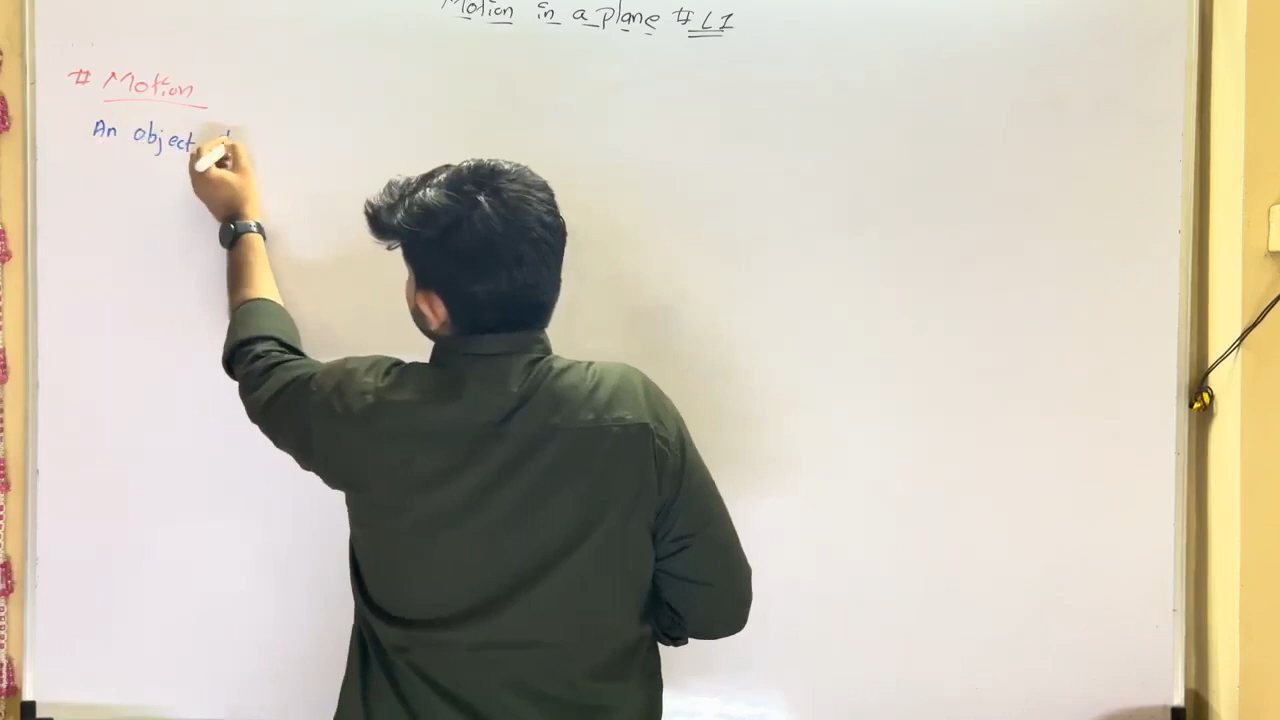 Motion in a plane # L1
# Motion
An object